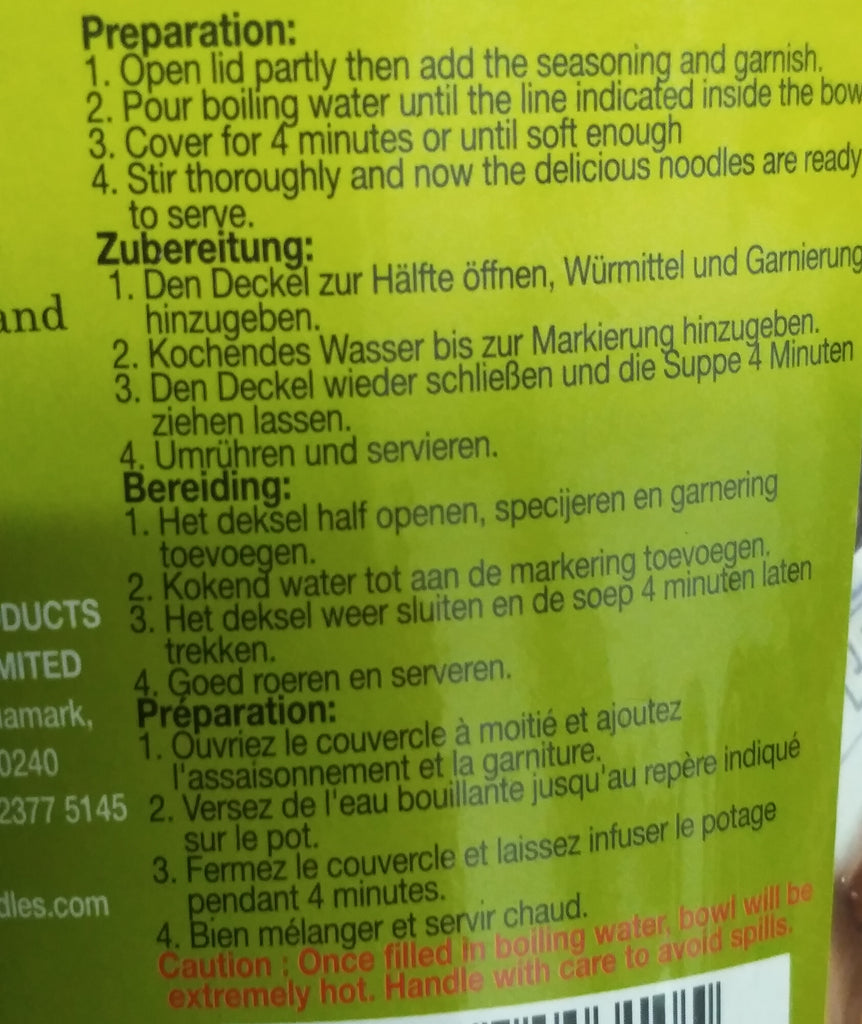 Preparation:
1. Open lid partly then add the seasoning and garnish.
2. Pour boiling water until the line indicated inside the bow
3. Cover for 4 minutes or until soft enough
4. Stir thoroughly and now the delicious noodles are ready
to serve.
Zubereitung:
1. Den Deckel zur Hälfte öffnen, Würmittel und Garnierung
hinzugeben.
2. Kochendes Wasser bis zur Markierung hinzugeben.
3. Den Deckel wieder schließen und die Suppe 4 Minuten
ziehen lassen.
4. Umrühren und servieren.
Bereiding:
1. Het deksel half openen, specijeren en garnering
toevoegen.
2. Kokend water tot aan de markering toevoegen.
3. Het deksel weer sluiten en de soep 4 minuten laten
trekken.
4. Goed roeren en serveren.
Préparation:
1. Ouvriez le couvercle à moitié et ajoutez
l'assaisonnement et la garniture.
2. Versez de l'eau bouillante jusqu'au repère indiqué
sur le pot.
3. Fermez le couvercle et laissez infuser le potage
pendant 4 minutes.
4. Bien mélanger et servir chaud.
Caution : Once filled in boiling water, bowl will be
extremely hot. Handle with care to avoid spills.
and
DUCTS
MITED
amark,
0240
2377 5145
dles.com